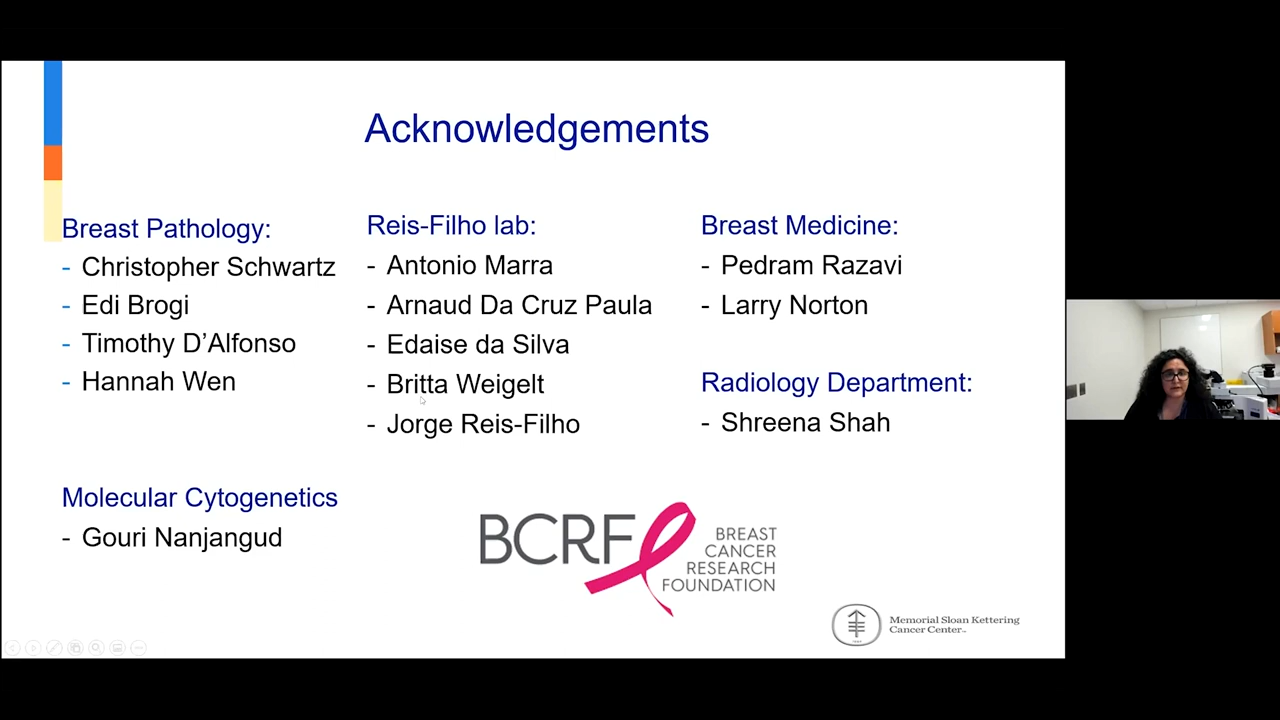 Acknowledgements
Breast Pathology:
- Christopher Schwartz
- Edi Brogi
- Timothy D’Alfonso
- Hannah Wen
Molecular Cytogenetics
- Gouri Nanjangud
Reis-Filho lab:
- Antonio Marra
- Arnaud Da Cruz Paula
- Edaise da Silva
- Britta Weigelt
- Jorge Reis-Filho
Breast Medicine:
- Pedram Razavi
- Larry Norton
Radiology Department:
- Shreena Shah
BCRF
BREAST
CANCER
RESEARCH
FOUNDATION
Memorial Sloan Kettering
Cancer Center